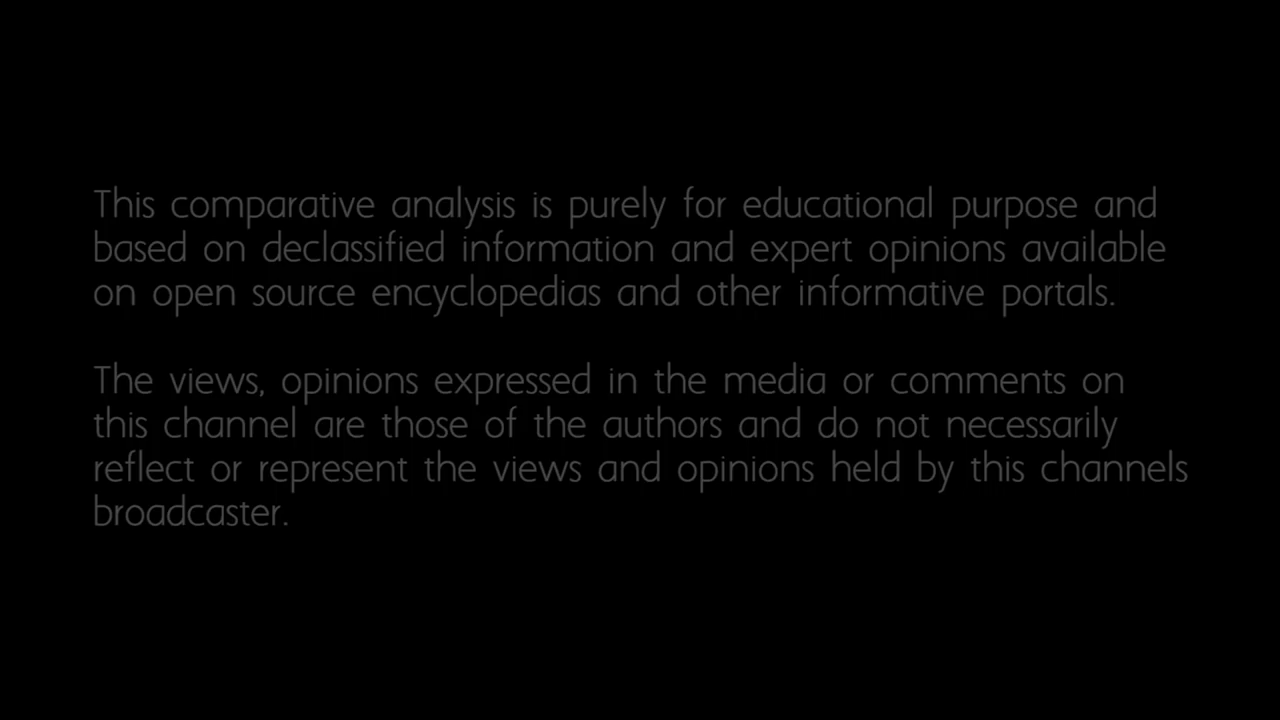 This comparative analysis is purely for educational purpose and
based on declassified information and expert opinions available
on open source encyclopedias and other informative portals.
The views, opinions expressed in the media or comments on
this channel are those of the authors and do not necessarily
reflect or represent the views and opinions held by this channels
broadcaster.